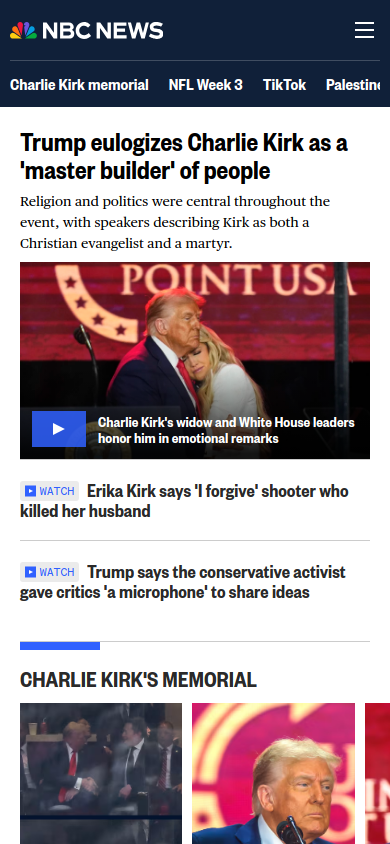 NBC NEWS
Charlie Kirk memorial NFL Week 3 TikTok Palestine
Trump eulogizes Charlie Kirk as a
'master builder' of people
Religion and politics were central throughout the
event, with speakers describing Kirk as both a
Christian evangelist and a martyr.
POINT USA
Charlie Kirk's widow and White House leaders
honor him in emotional remarks
WATCH Erika Kirk says 'I forgive' shooter who
killed her husband
WATCH Trump says the conservative activist
gave critics 'a microphone' to share ideas
CHARLIE KIRK'S MEMORIAL